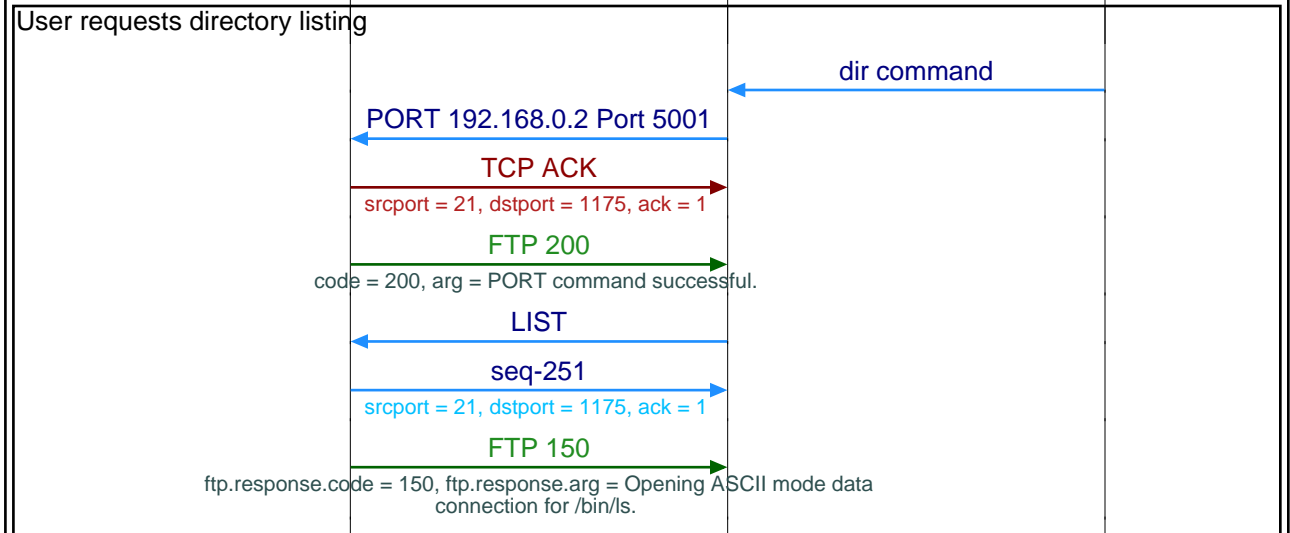 User requests directory listing
dir command
PORT 192.168.0.2 Port 5001
TCP ACK
srcport = 21, dstport = 1175, ack = 1
FTP 200
code = 200, arg = PORT command successful.
LIST
seq-251
srcport = 21, dstport = 1175, ack = 1
FTP 150
ftp.response.code = 150, ftp.response.arg = Opening ASCII mode data
connection for /bin/ls.